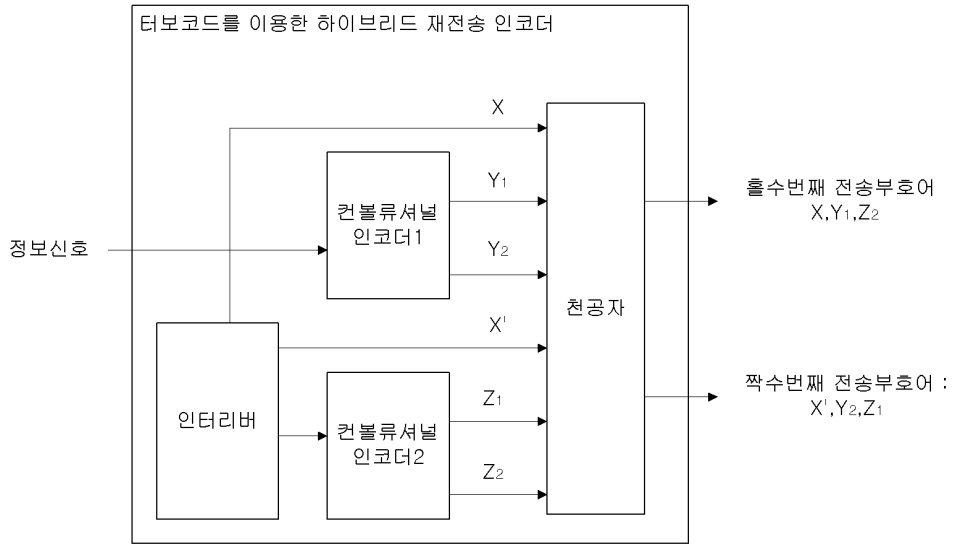 터보코드를 이용한 하이브리드 재전송 인코더
X
Y1
컨볼류셔널
인코더1
홀수번째 전송부호어
X,Y1,Z2
정보신호
Y2
천공자
X'
짝수번째 전송부호어 :
X',Y2,Z1
인터리버
Z1
컨볼류셔널
인코더2
Z2